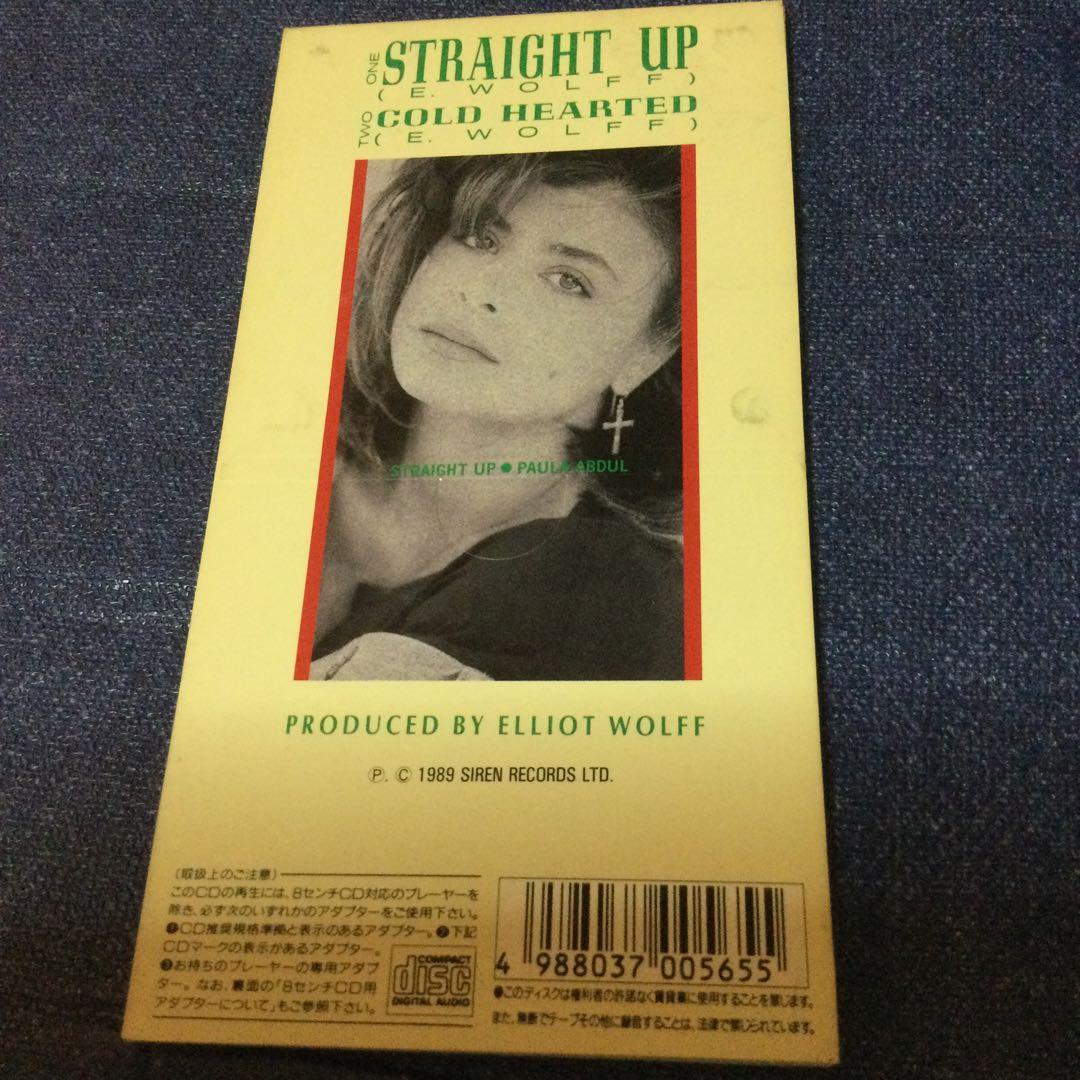 ONE STRAIGHT UP
( E. WOLFF )
TWO COLD HEARTED
( E. WOLFF )
STRAIGHT UP ● PAULA ABDUL
PRODUCED BY ELLIOT WOLFF
Ⓟ. © 1989 SIREN RECORDS LTD.
(取扱上のご注意)
このCDの再生には、8センチCD対応のプレーヤーを
除き、必ず次のいずれかのアダプターをご使用下さい。
❶CD推奨規格準拠と表示のあるアダプター。❷下記
CDマークの表示があるアダプター。
❸お持ちのプレーヤーの専用アダプ
ター。なお、裏面の「8センチCD用
アダプターについて」もご参照下さい。
COMPACT
disc
DIGITAL AUDIO
4 988037 005655
●このディスクは権利者の許諾なく賃貸業に使用することを禁じます。
また、無断でテープその他に録音することは、法律で禁じられています。